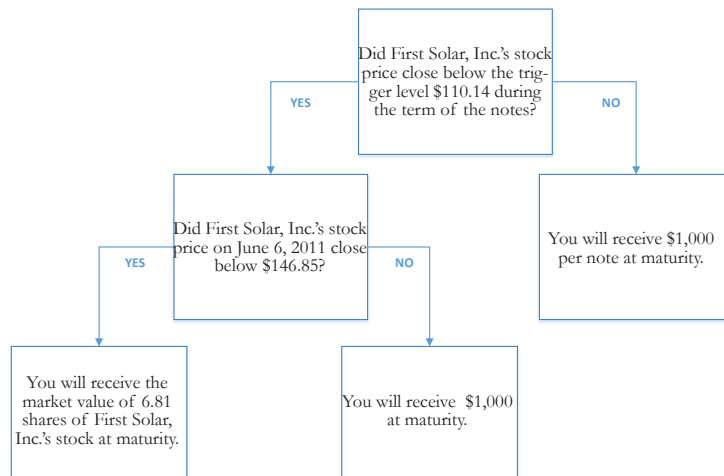 Did First Solar, Inc.'s stock
price close below the trig-
ger level $110.14 during
the term of the notes?
YES
NO
Did First Solar, Inc.'s stock
price on June 6, 2011 close
below $146.85?
You will receive $1,000
per note at maturity.
YES
NO
You will receive the
market value of 6.81
shares of First Solar,
Inc.'s stock at maturity.
You will receive $1,000
at maturity.